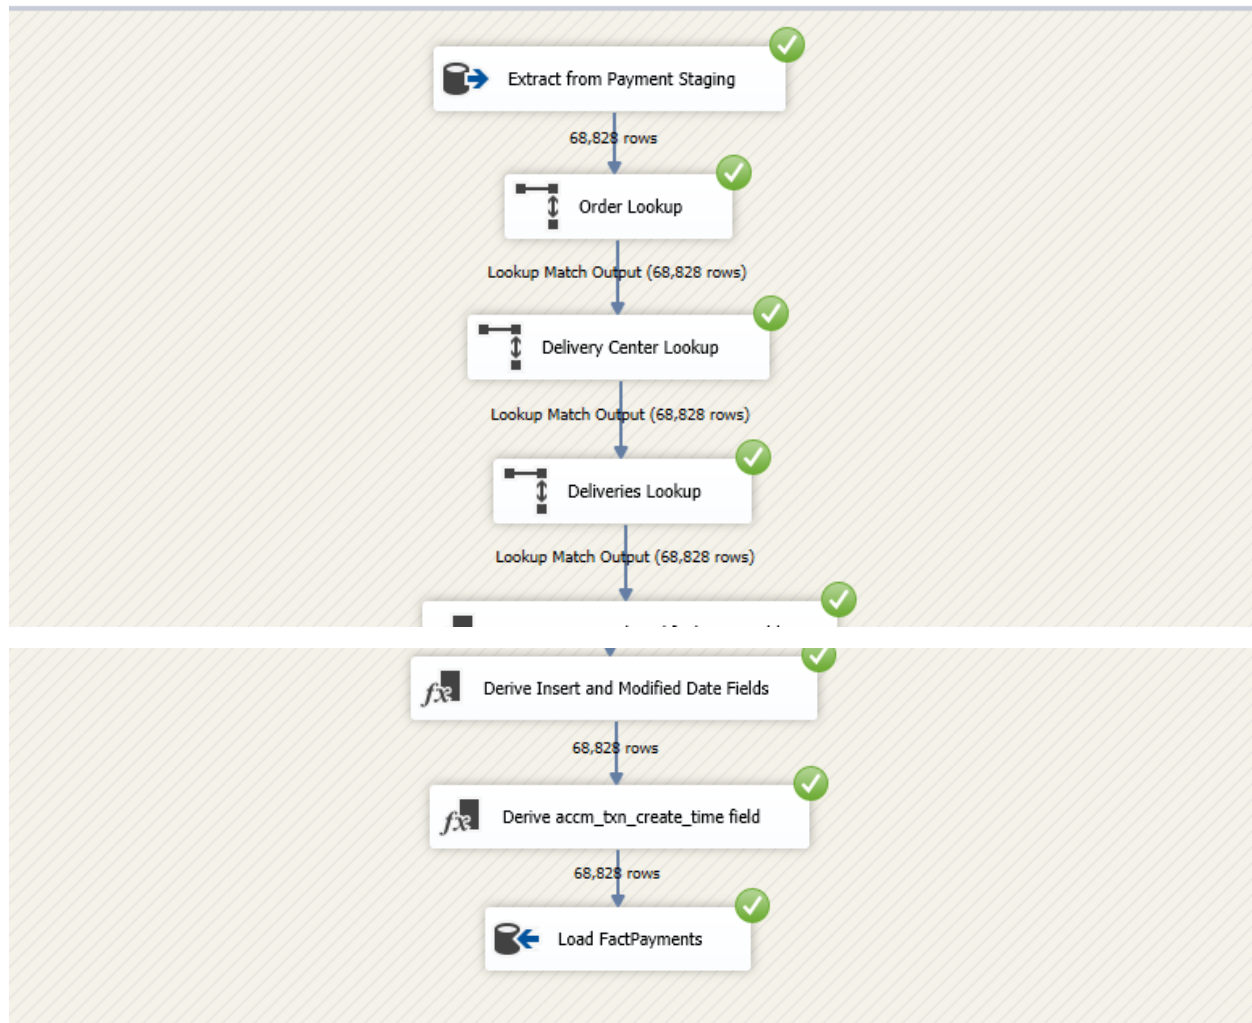 Extract from Payment Staging
68,828 rows
Order Lookup
Lookup Match Output (68,828 rows)
Delivery Center Lookup
Lookup Match Output (68,828 rows)
Deliveries Lookup
Lookup Match Output (68,828 rows)
Derive Insert and Modified Date Fields
68,828 rows
Derive accm_txn_create_time field
68,828 rows
Load FactPayments